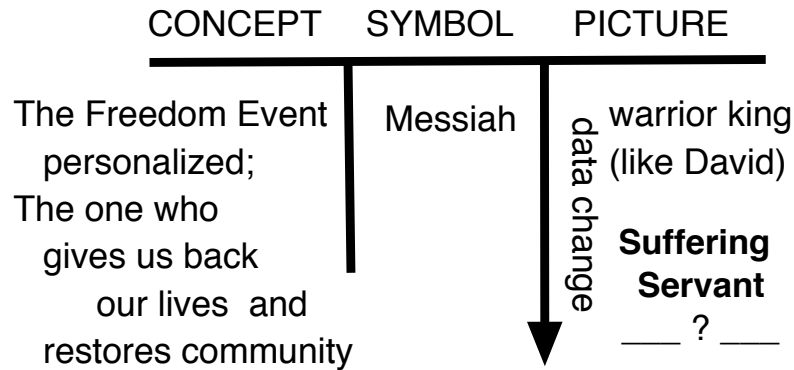 CONCEPT SYMBOL PICTURE
The Freedom Event
personalized;
The one who
gives us back
our lives and
restores community
Messiah
data change
warrior king
(like David)
Suffering
Servant
___ ? ___